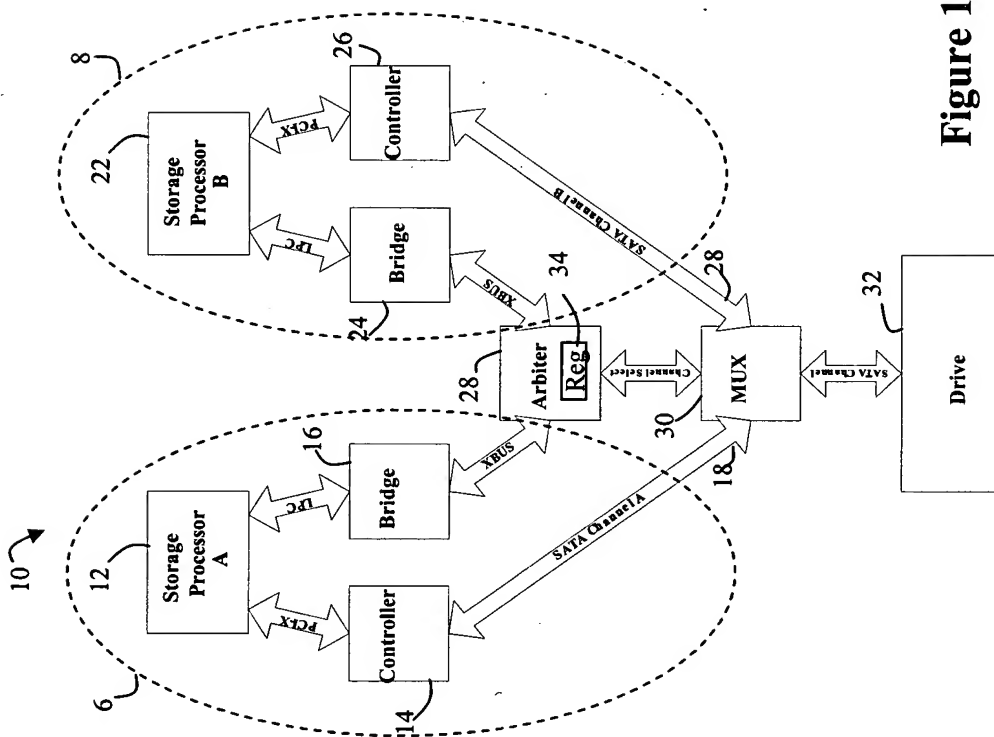 10
6
8
12
Storage
Processor
A
22
Storage
Processor
B
PCI-X
LPC
LPC
PCI-X
14
Controller
16
Bridge
24
Bridge
26
Controller
XBUS
XBUS
28
Arbiter
34
Reg
SATA Channel A
SATA Channel B
Channel Select
18
30
MUX
28
SATA Channel
32
Drive
Figure 1